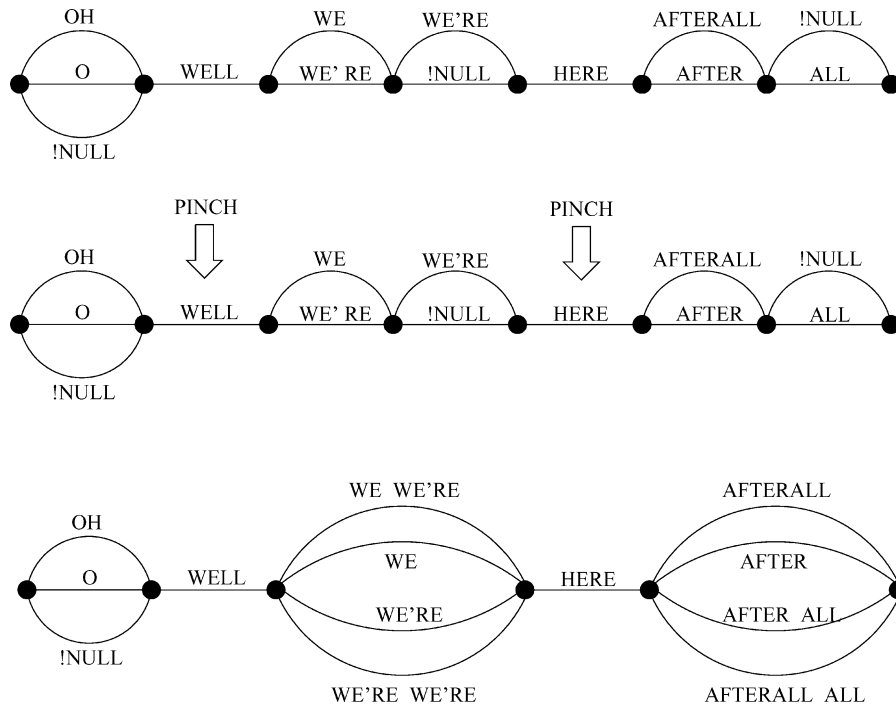 OH WE WE'RE AFTERALL !NULL
O WELL WE' RE !NULL HERE AFTER ALL
!NULL
PINCH PINCH
OH WE WE'RE AFTERALL !NULL
O WELL WE' RE !NULL HERE AFTER ALL
!NULL
WE WE'RE AFTERALL
OH
WE AFTER
O WELL HERE
WE'RE AFTER ALL
!NULL
WE'RE WE'RE AFTERALL ALL